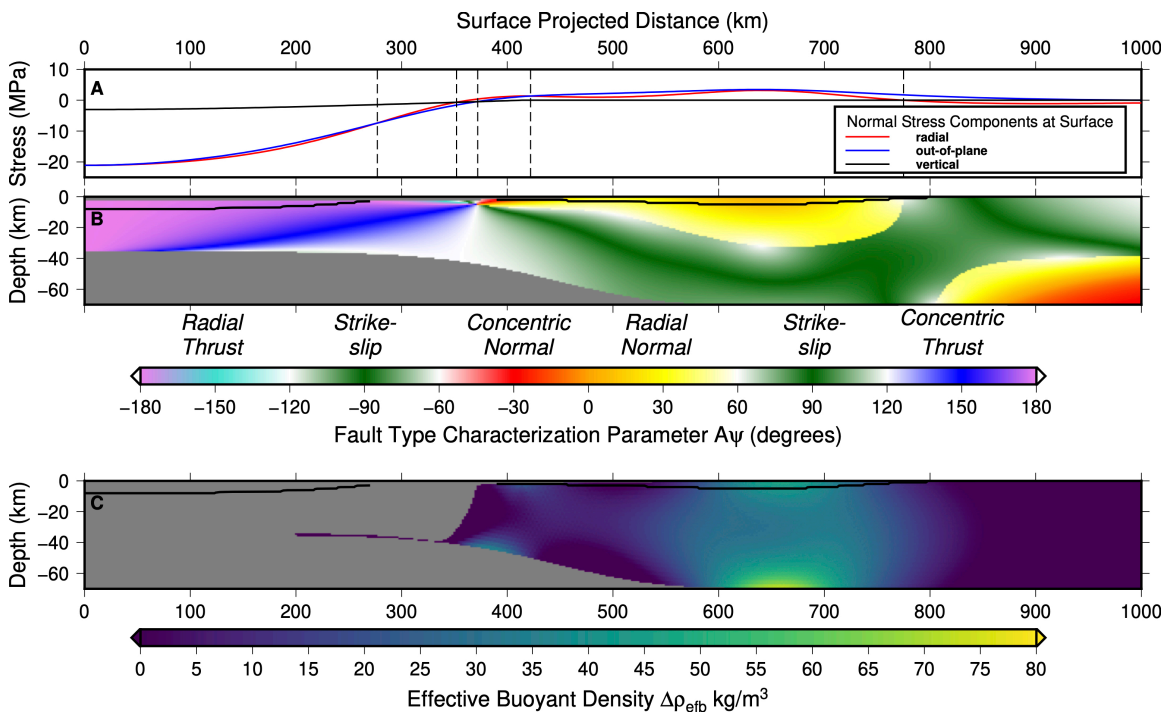 Surface Projected Distance (km)
0 100 200 300 400 500 600 700 800 900 1000
Stress (MPa)
10
0
−10
−20
A
Normal Stress Components at Surface
radial
out-of-plane
vertical
Depth (km)
0
−20
−40
−60
B
Radial Thrust
Strike-slip
Concentric Normal
Radial Normal
Strike-slip
Concentric Thrust
−180 −150 −120 −90 −60 −30 0 30 60 90 120 150 180
Fault Type Characterization Parameter Aψ (degrees)
Depth (km)
0
−20
−40
−60
C
0 100 200 300 400 500 600 700 800 900 1000
0 5 10 15 20 25 30 35 40 45 50 55 60 65 70 75 80
Effective Buoyant Density Δρefb kg/m³